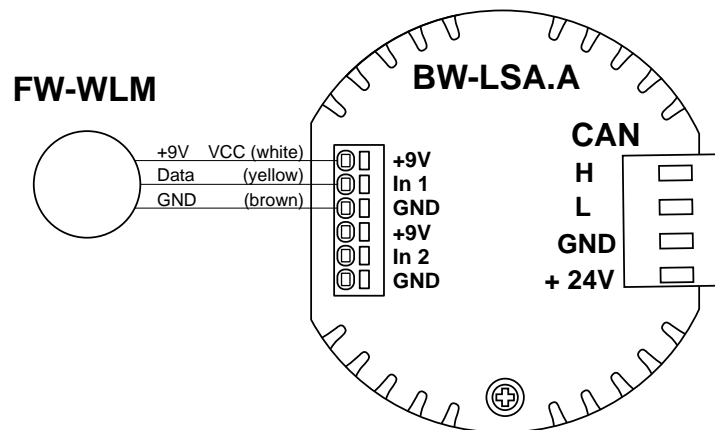 FW-WLM
BW-LSA.A
+9V VCC (white)
Data (yellow)
GND (brown)
+9V
In 1
GND
+9V
In 2
GND
CAN
H
L
GND
+ 24V